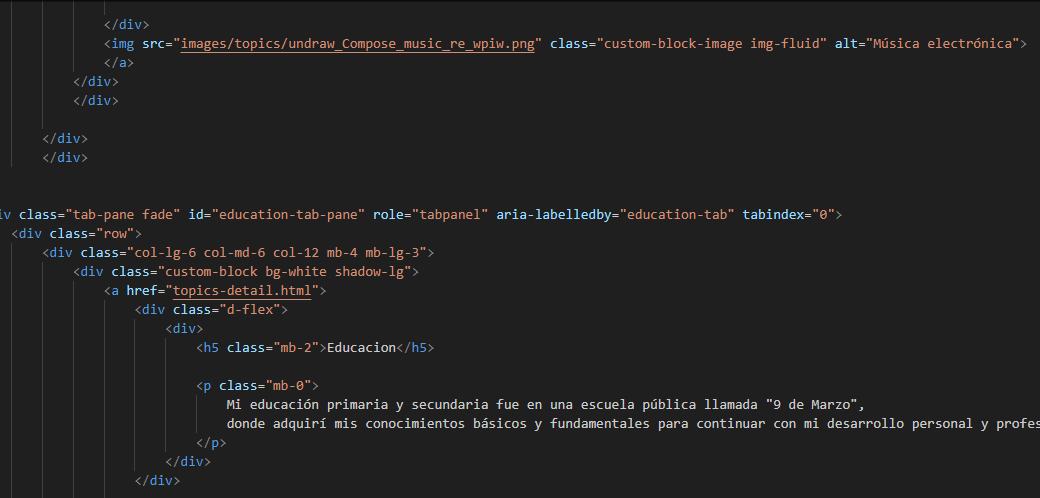 </div>
<img src="images/topics/undraw_Compose_music_re_wpiw.png" class="custom-block-image img-fluid" alt="Música electrónica">
</a>
</div>
</div>
</div>
</div>
iv class="tab-pane fade" id="education-tab-pane" role="tabpanel" aria-labelledby="education-tab" tabindex="0">
<div class="row">
<div class="col-lg-6 col-md-6 col-12 mb-4 mb-lg-3">
<div class="custom-block bg-white shadow-lg">
<a href="topics-detail.html">
<div class="d-flex">
<div>
<h5 class="mb-2">Educacion</h5>
<p class="mb-0">
Mi educación primaria y secundaria fue en una escuela pública llamada "9 de Marzo",
donde adquirí mis conocimientos básicos y fundamentales para continuar con mi desarrollo personal y profes
</p>
</div>
</div>